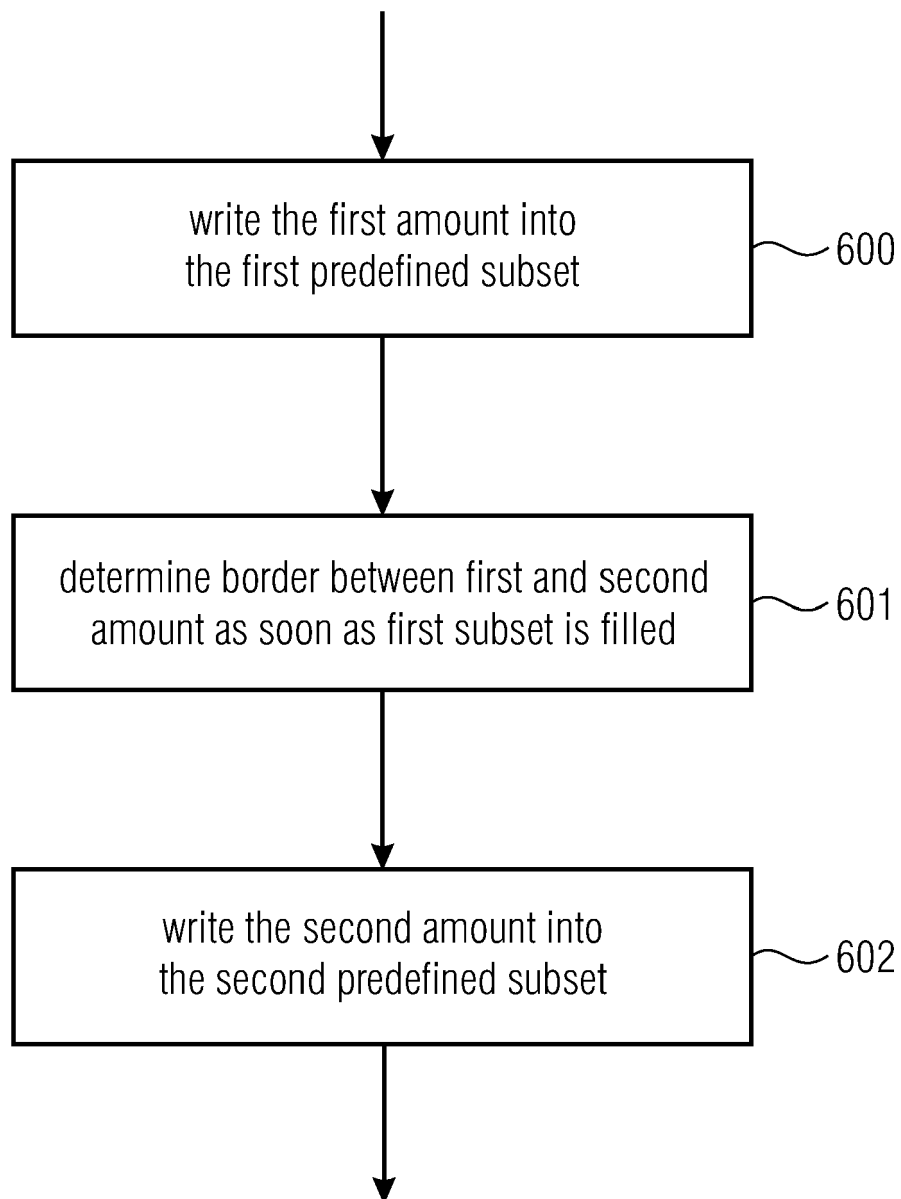 write the first amount into
the first predefined subset
600
determine border between first and second
amount as soon as first subset is filled
601
write the second amount into
the second predefined subset
602